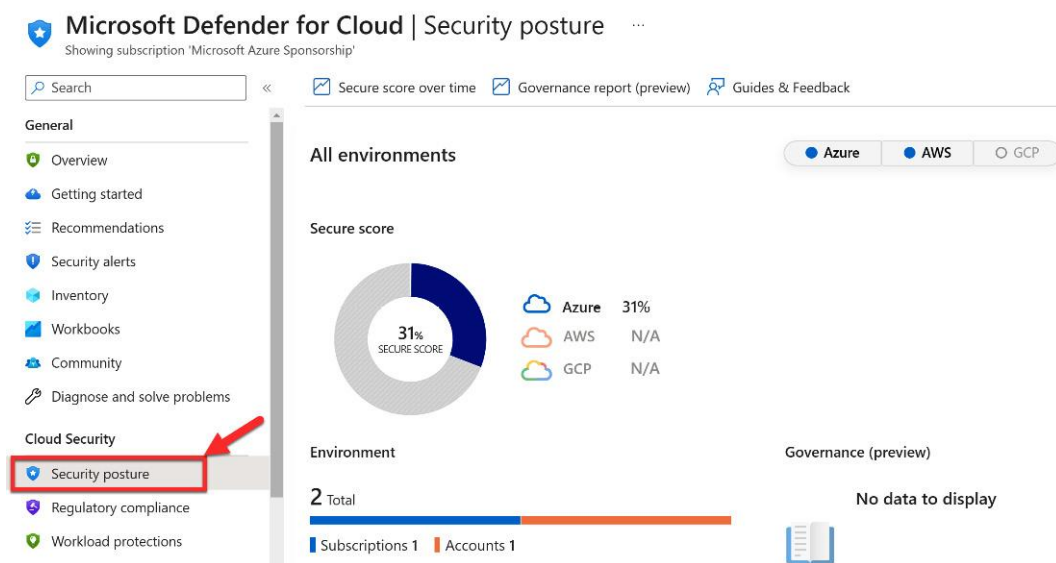 Microsoft Defender for Cloud | Security posture ...
Showing subscription 'Microsoft Azure Sponsorship'
Search «
Secure score over time Governance report (preview) Guides & Feedback
General
Overview
Getting started
Recommendations
Security alerts
Inventory
Workbooks
Community
Diagnose and solve problems
Cloud Security
Security posture
Regulatory compliance
Workload protections
All environments
Azure AWS GCP
Secure score
31%
SECURE SCORE
Azure 31%
AWS N/A
GCP N/A
Environment
2 Total
Subscriptions 1 Accounts 1
Governance (preview)
No data to display